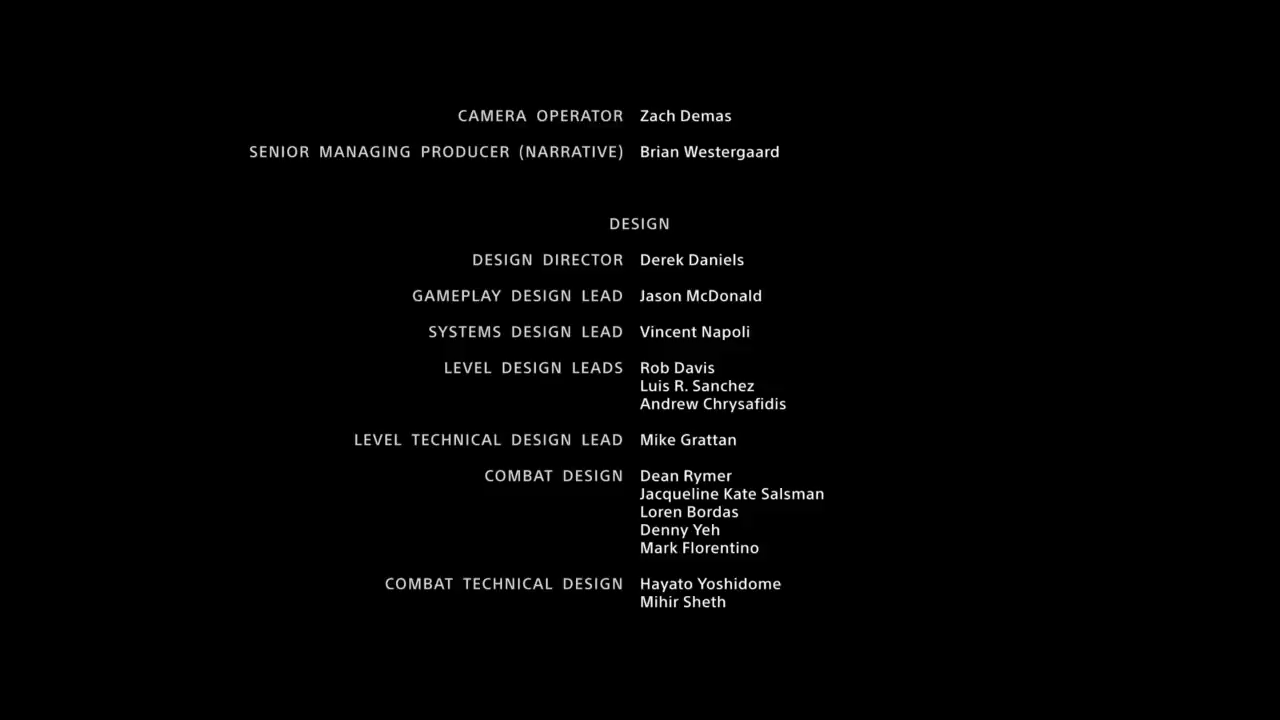 CAMERA OPERATOR Zach Demas
SENIOR MANAGING PRODUCER (NARRATIVE) Brian Westergaard
DESIGN
DESIGN DIRECTOR Derek Daniels
GAMEPLAY DESIGN LEAD Jason McDonald
SYSTEMS DESIGN LEAD Vincent Napoli
LEVEL DESIGN LEADS Rob Davis
Luis R. Sanchez
Andrew Chrysafidis
LEVEL TECHNICAL DESIGN LEAD Mike Grattan
COMBAT DESIGN Dean Rymer
Jacqueline Kate Salsman
Loren Bordas
Denny Yeh
Mark Florentino
COMBAT TECHNICAL DESIGN Hayato Yoshidome
Mihir Sheth